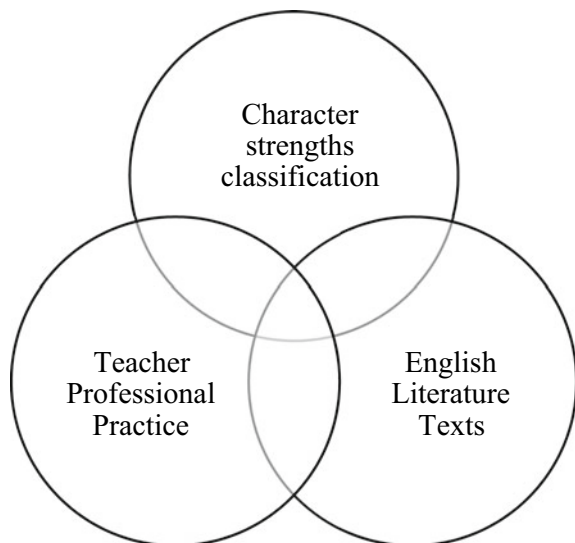 Character
strengths
classification
Teacher
Professional
Practice
English
Literature
Texts